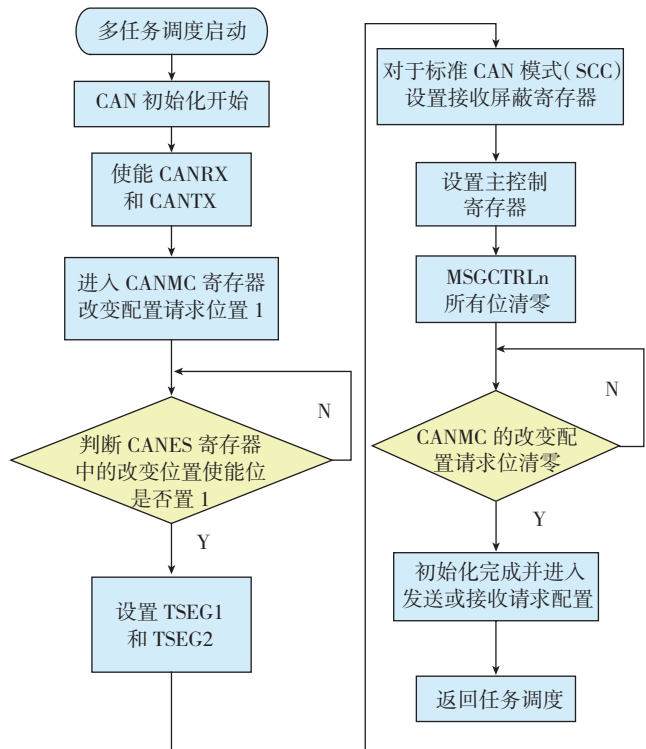 多任务调度启动
CAN 初始化开始
使能 CANRX
和 CANTX
进入 CANMC 寄存器
改变配置请求位置 1
N
判断 CANES 寄存器
中的改变位置使能位
是否置 1
Y
设置 TSEG1
和 TSEG2
对于标准 CAN 模式(SCC)
设置接收屏蔽寄存器
设置主控制
寄存器
MSGCTRLn
所有位清零
N
CANMC 的改变配
置请求位清零
Y
初始化完成并进入
发送或接收请求配置
返回任务调度